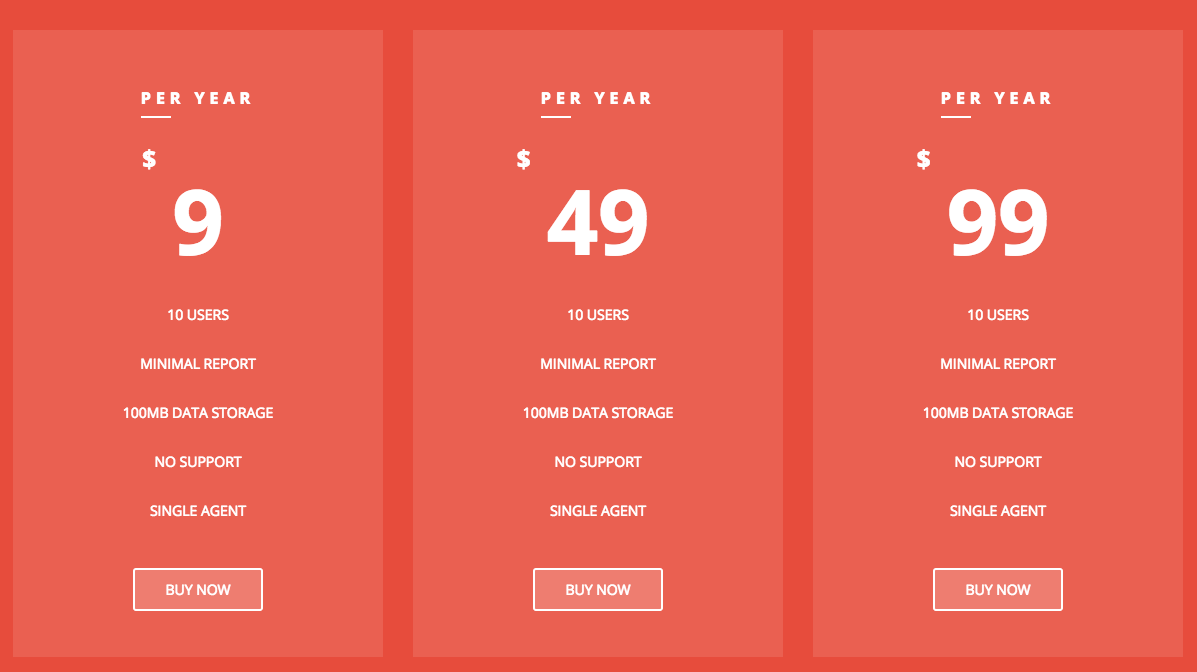 PER YEAR
$
9
10 USERS
MINIMAL REPORT
100MB DATA STORAGE
NO SUPPORT
SINGLE AGENT
BUY NOW
PER YEAR
$
49
10 USERS
MINIMAL REPORT
100MB DATA STORAGE
NO SUPPORT
SINGLE AGENT
BUY NOW
PER YEAR
$
99
10 USERS
MINIMAL REPORT
100MB DATA STORAGE
NO SUPPORT
SINGLE AGENT
BUY NOW